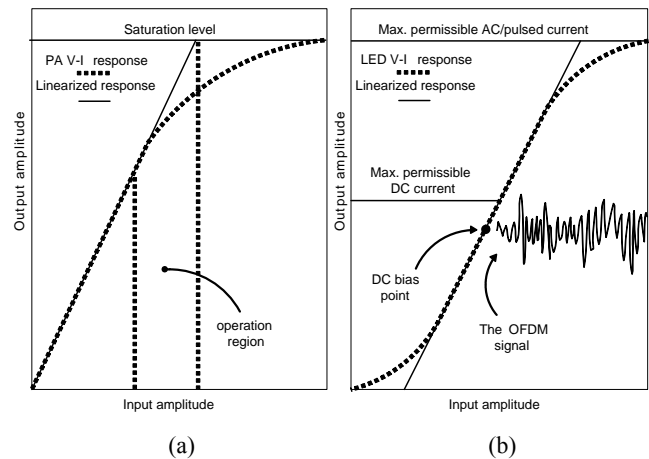 Saturation level
PA V-I response
Linearized response
Output amplitude
operation
region
Input amplitude
(a)
Max. permissible AC/pulsed current
LED V-I response
Linearized response
Output amplitude
Max. permissible
DC current
DC bias
point
The OFDM
signal
Input amplitude
(b)